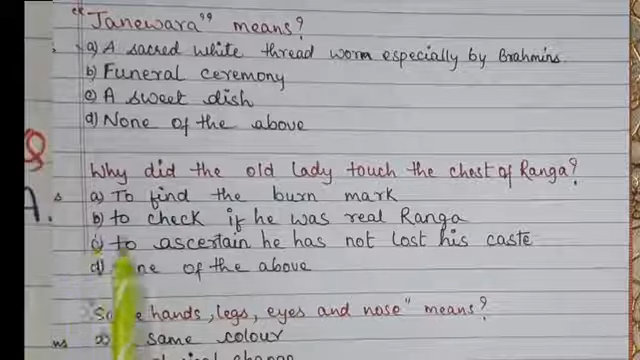 "Janewara" means?
a) A sacred white thread worn especially by Brahmins.
b) Funeral ceremony
c) A sweet dish
d) None of the above
Q
Why did the old lady touch the chest of Ranga?
A. s a) To find the burn mark
b) to check if he was real Ranga
c) to ascertain he has not lost his caste
d) of the above
hands, legs, eyes and nose" means?
ns a) same colour
change